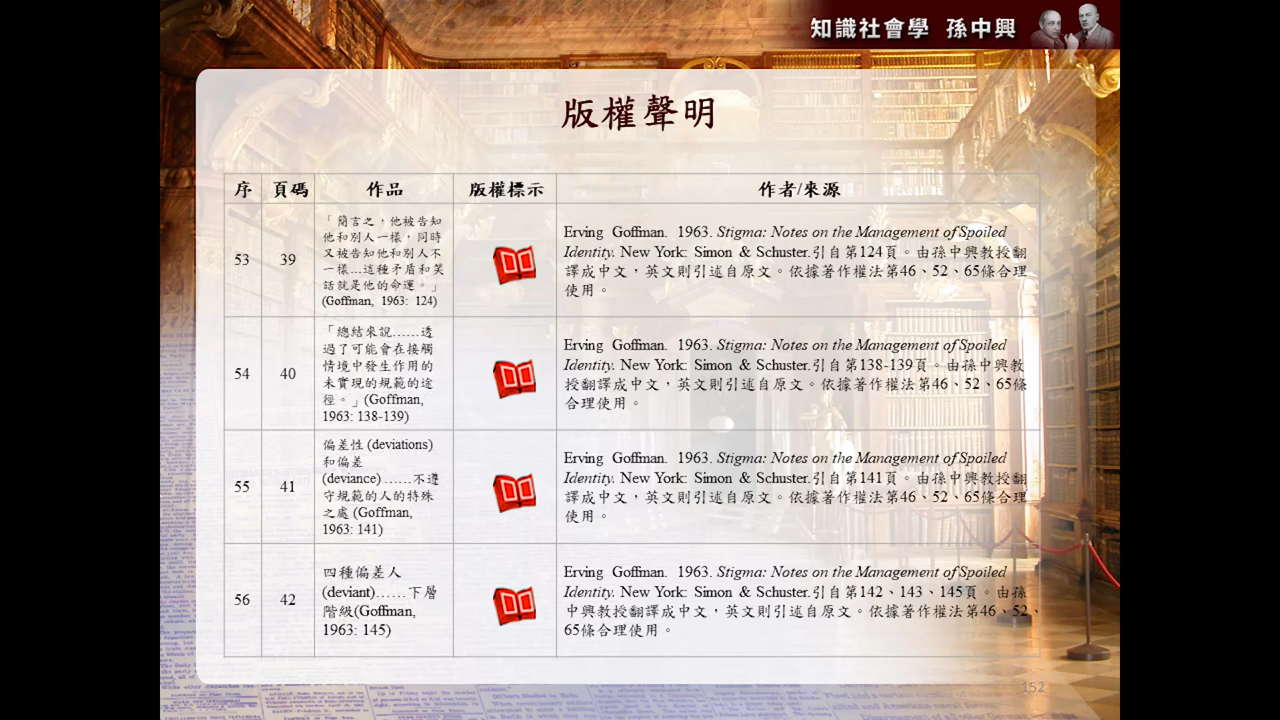 知識社會學 孫中興
版權聲明
序 頁碼 作品 版權標示 作者/來源
53 39
「簡言之，他被告知
他和別人一樣，同時
又被告知他和別人不
一樣…這種矛盾和笑
話就是他的命運。」
(Goffman, 1963: 124)
Erving Goffman. 1963. Stigma: Notes on the Management of Spoiled
Identity. New York: Simon & Schuster.引自第124頁。由孫中興教授翻
譯成中文，英文則引述自原文。依據著作權法第46、52、65條合理
使用。
54 40
「總結來說……透
過了可能會在接觸
情境中發生作用的
未實現的規範的途
徑。」(Goffman,
1963: 138-139)
Erving Goffman. 1963. Stigma: Notes on the Management of Spoiled
Identity. New York: Simon & Schuster.引自第138-139頁。由孫中興教
授翻譯成中文，英文則引述自原文。依據著作權法第46、52、65條
合理使用。
55 41
偏差性 (deviations)
和偏差
(deviance)……遵
守規範的人的特殊
之處 (Goffman,
1963: 141)
Erving Goffman. 1963. Stigma: Notes on the Management of Spoiled
Identity. New York: Simon & Schuster.引自第141頁。由孫中興教授翻
譯成中文，英文則引述自原文。依據著作權法第46、52、65條合理
使用。
56 42
四種偏差人
(deviant)……下層
階級(Goffman,
1963: 145)
Erving Goffman. 1963. Stigma: Notes on the Management of Spoiled
Identity. New York: Simon & Schuster.引自第142、143、145頁。由孫
中興教授翻譯成中文，英文則引述自原文。依據著作權法第46、52、
65條合理使用。
152